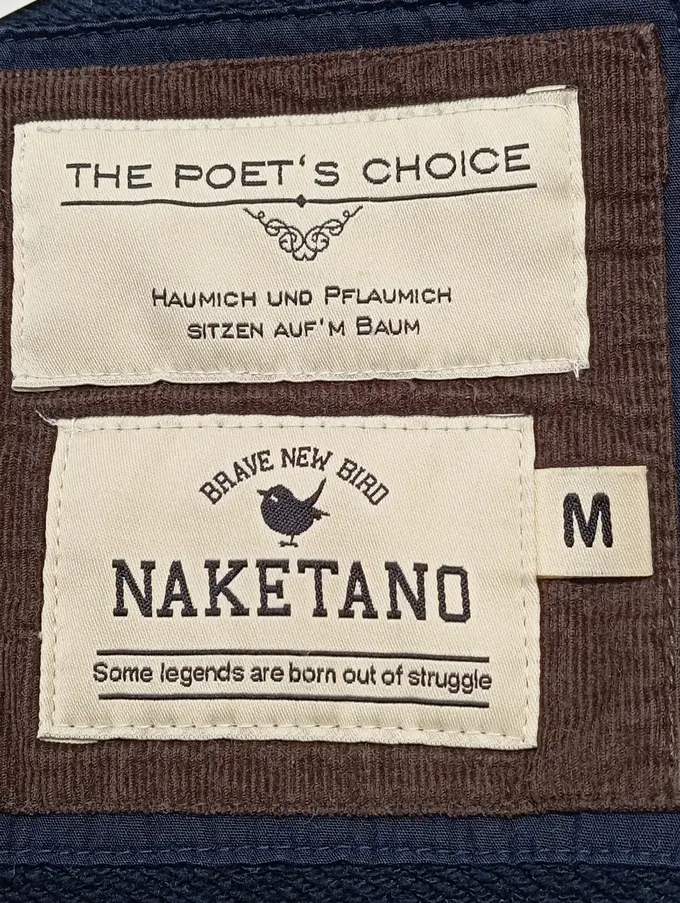 THE POET'S CHOICE
HAUMICH UND PFLAUMICH
SITZEN AUF'M BAUM
BRAVE NEW BIRD
NAKETANO
M
Some legends are born out of struggle